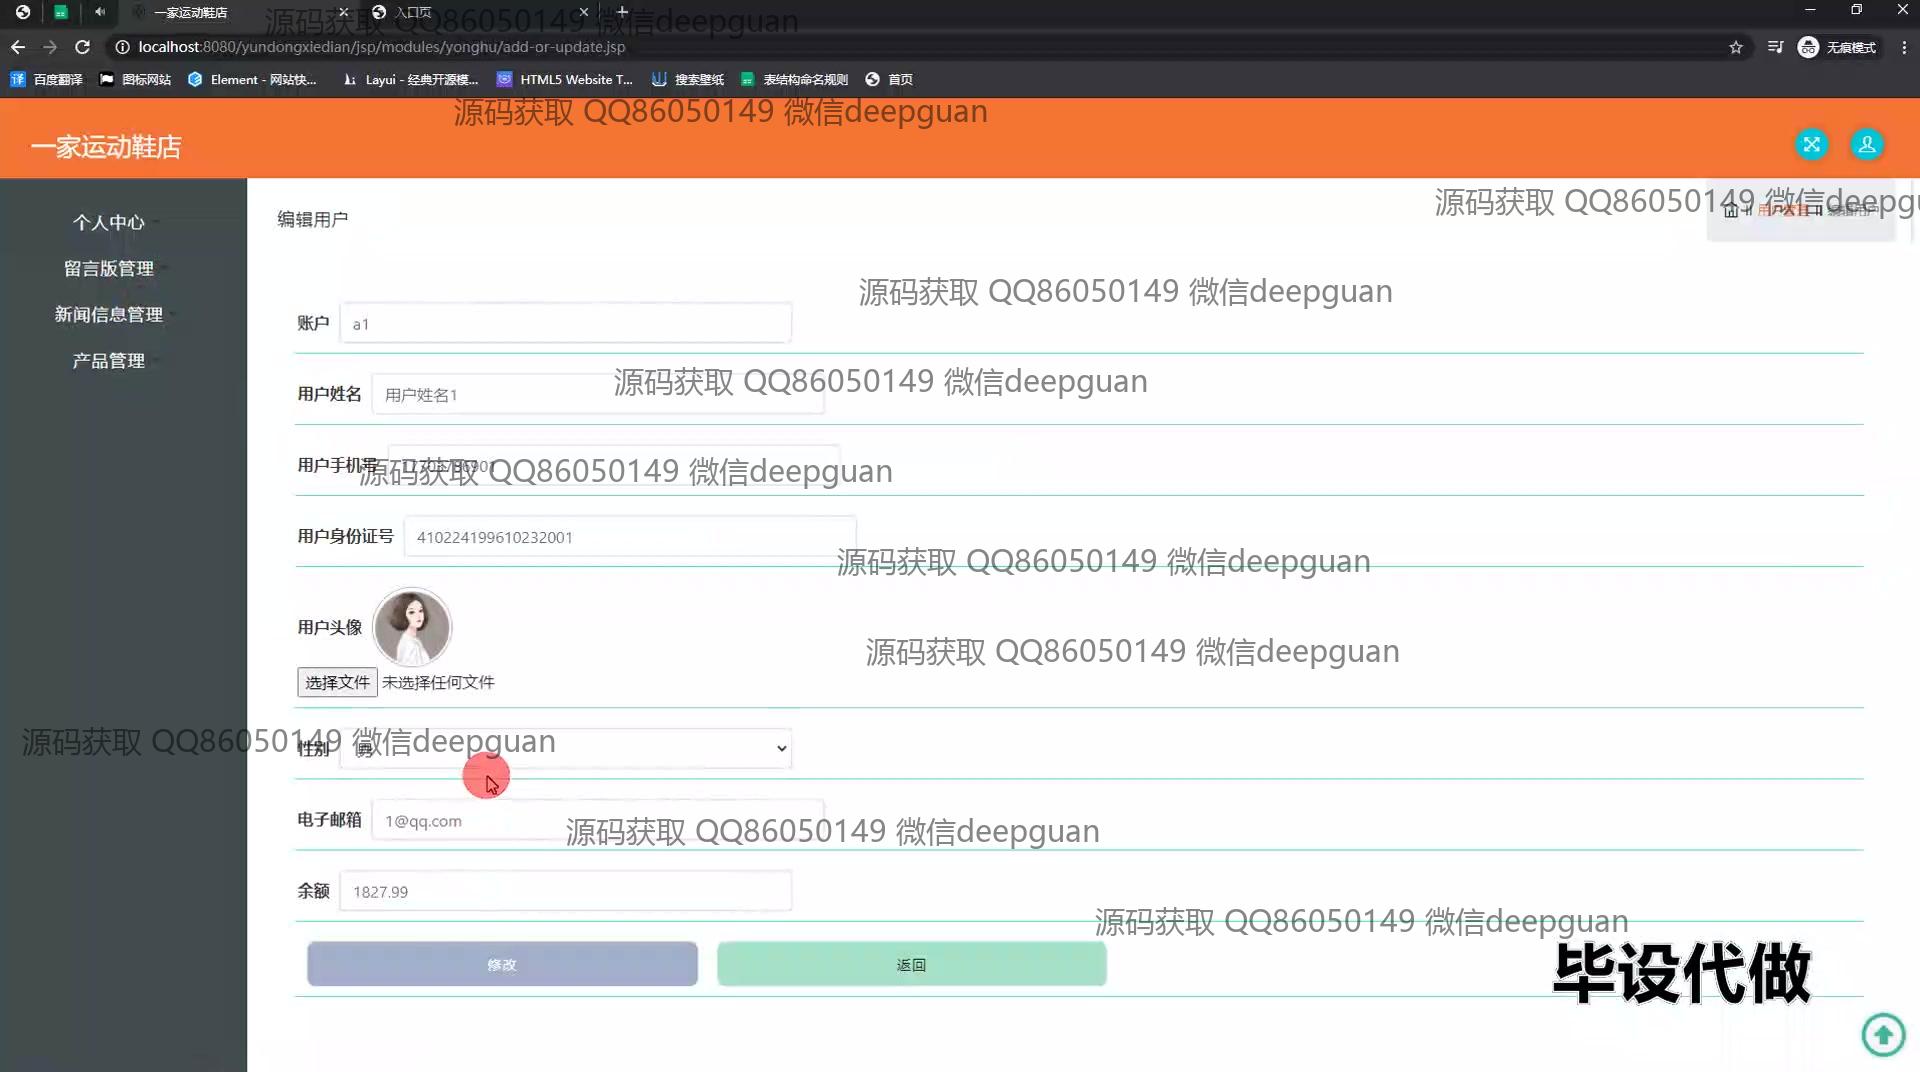 一家运动鞋店
入口页
源码获取 QQ86050149 微信deepguan
localhost:8080/yundongxiedian/jsp/modules/yonghu/add-or-update.jsp
无痕模式
百度翻译 图标网站 Element - 网站快... Layui - 经典开源模... HTML5 Website T... 搜索壁纸 表结构命名规则 首页
源码获取 QQ86050149 微信deepguan
一家运动鞋店
个人中心
留言版管理
新闻信息管理
产品管理
编辑用户
源码获取 QQ86050149 微信deepgu
源码获取 QQ86050149 微信deepguan
账户 a1
源码获取 QQ86050149 微信deepguan
用户姓名 用户姓名1
用户手机号
源码获取 QQ86050149 微信deepguan
用户身份证号 410224199610232001
源码获取 QQ86050149 微信deepguan
用户头像
源码获取 QQ86050149 微信deepguan
选择文件 未选择任何文件
源码获取 QQ86050149 微信deepguan
性别
电子邮箱 1@qq.com
源码获取 QQ86050149 微信deepguan
余额 1827.99
源码获取 QQ86050149 微信deepguan
修改 返回
毕设代做